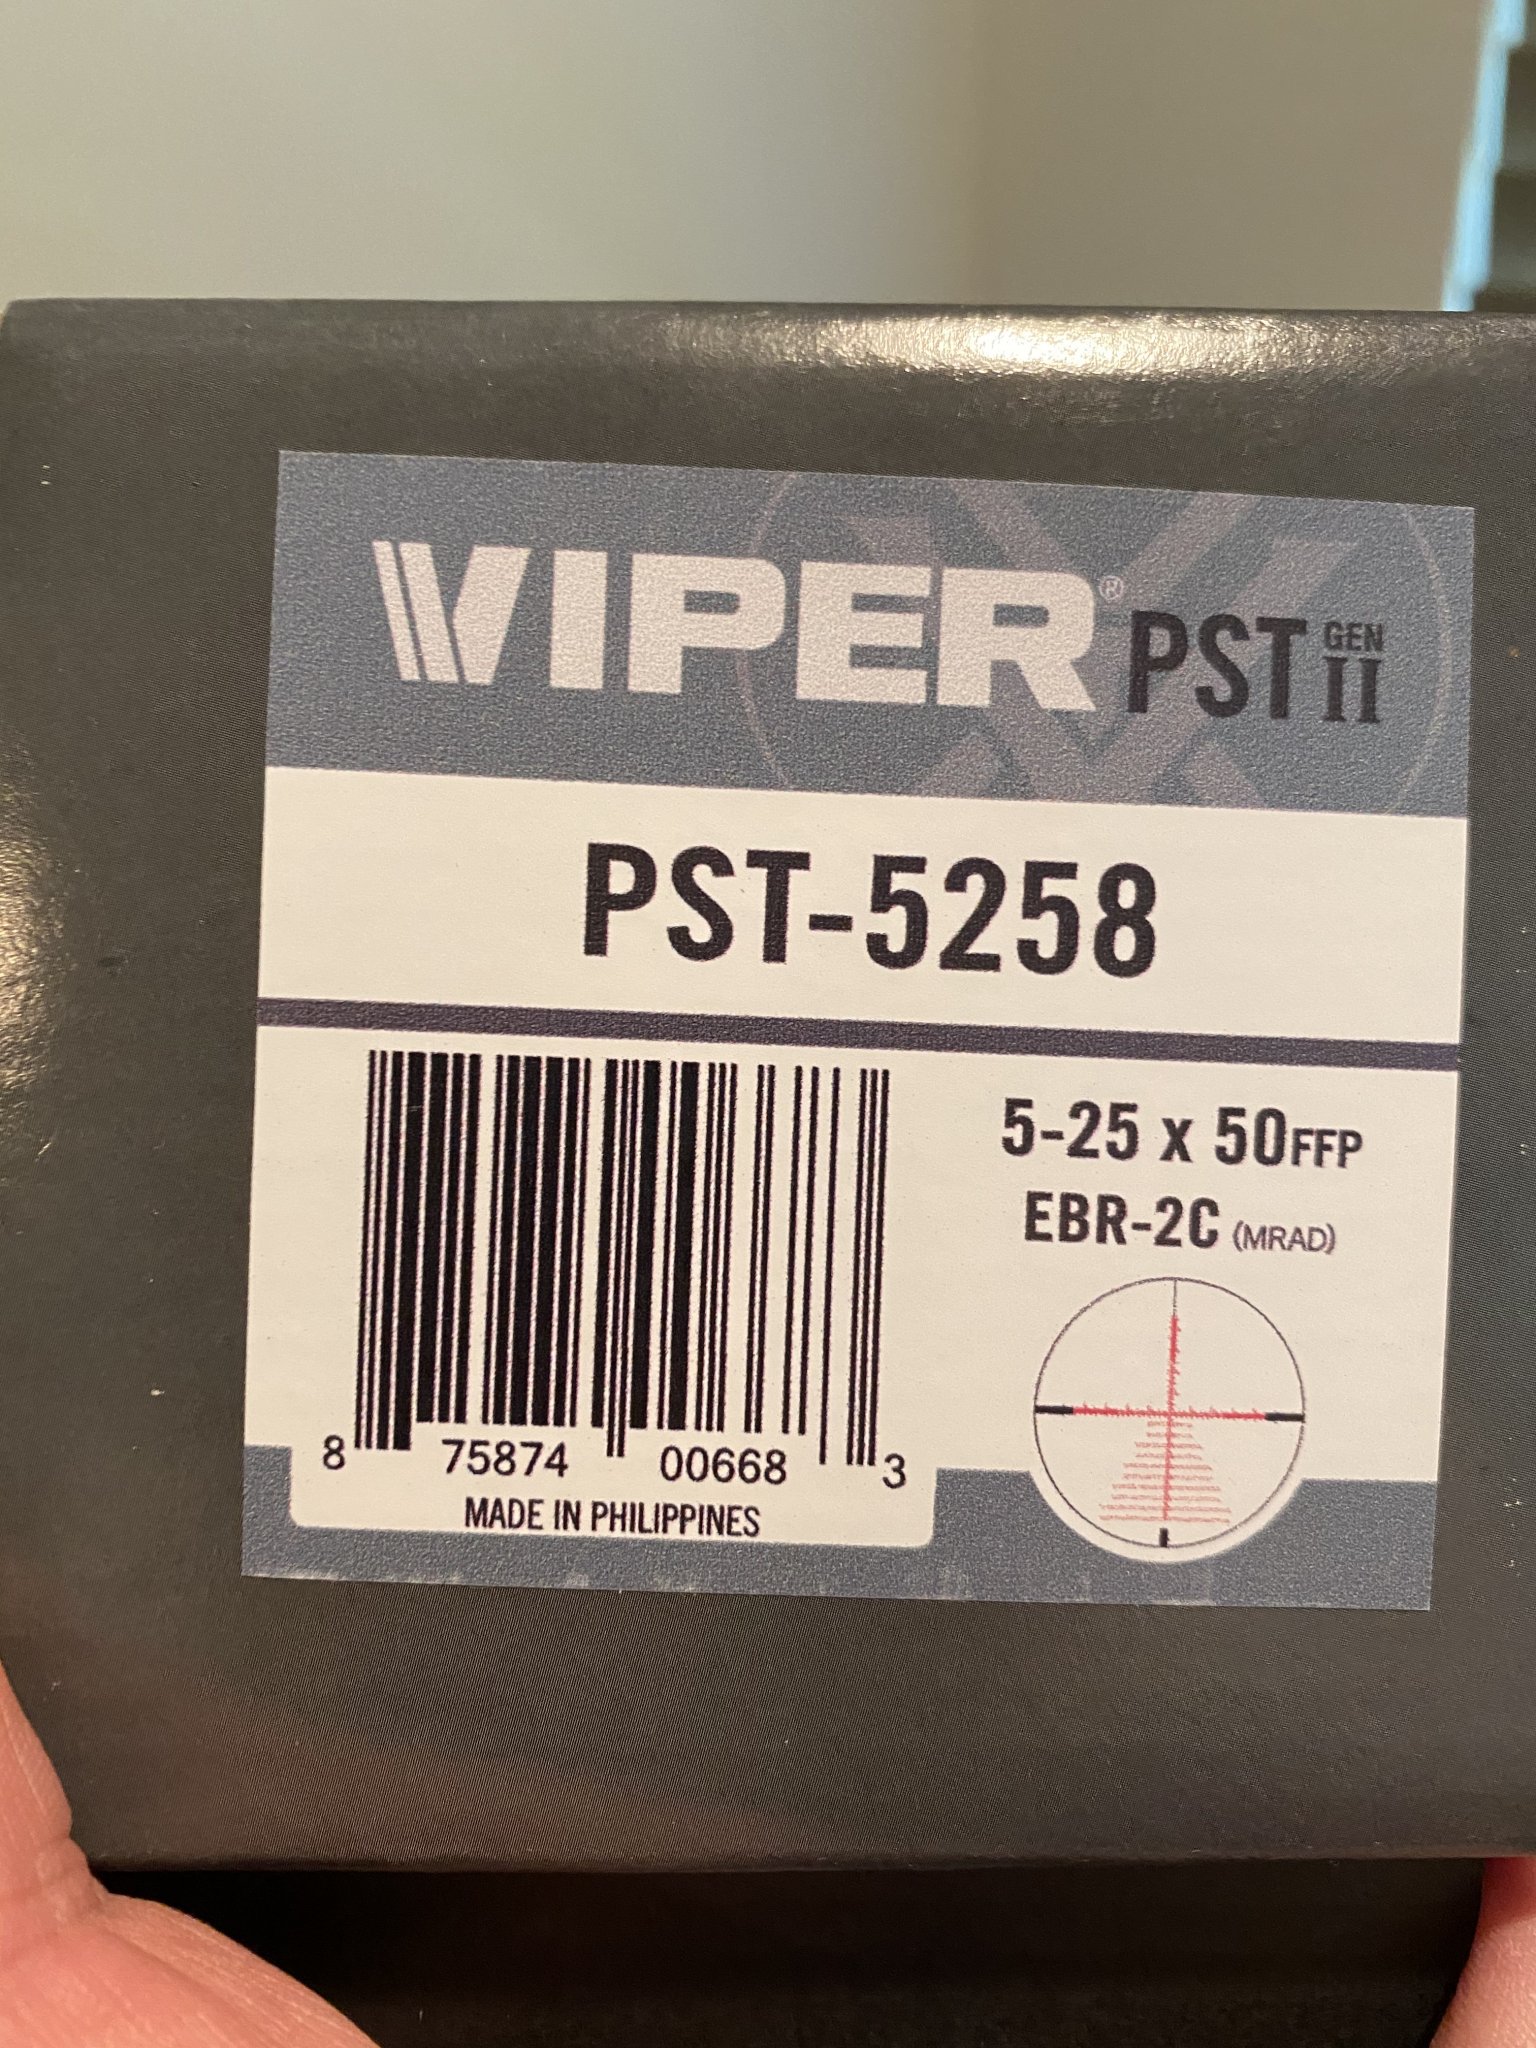 VIPER® PST GEN II
PST-5258
5-25 x 50FFP
EBR-2C (MRAD)
8 75874 00668 3
MADE IN PHILIPPINES